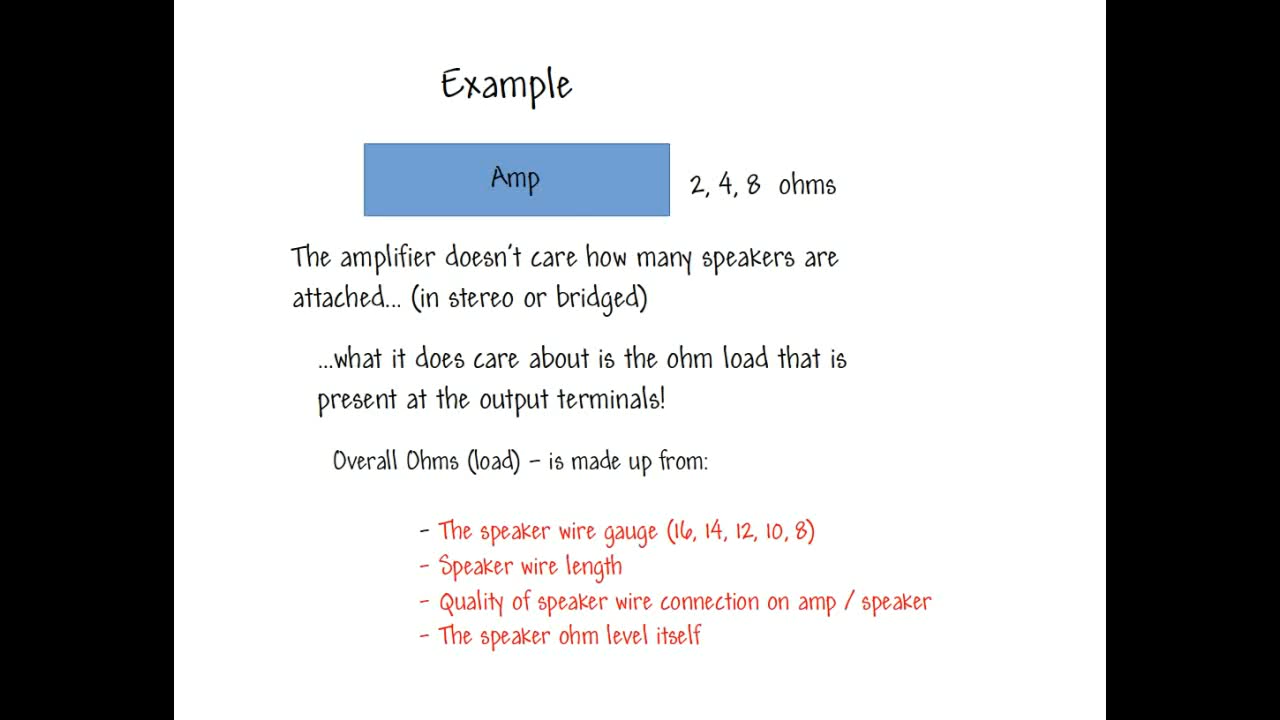 Example
Amp
2, 4, 8 ohms
The amplifier doesn't care how many speakers are
attached... (in stereo or bridged)
...what it does care about is the ohm load that is
present at the output terminals!
Overall Ohms (load) - is made up from:
- The speaker wire gauge (16, 14, 12, 10, 8)
- Speaker wire length
- Quality of speaker wire connection on amp / speaker
- The speaker ohm level itself